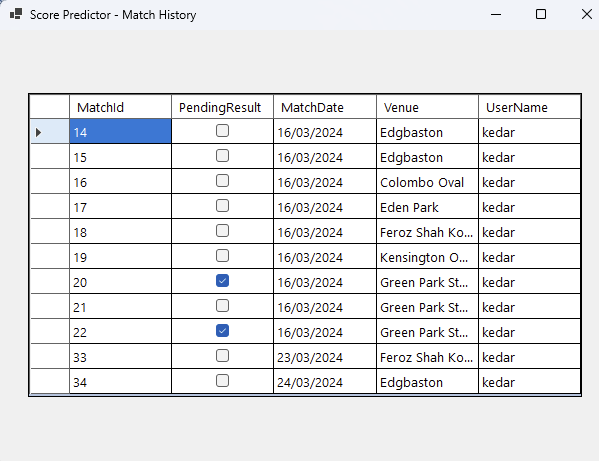 Score Predictor - Match History
MatchId PendingResult MatchDate Venue UserName
14 16/03/2024 Edgbaston kedar
15 16/03/2024 Edgbaston kedar
16 16/03/2024 Colombo Oval kedar
17 16/03/2024 Eden Park kedar
18 16/03/2024 Feroz Shah Ko... kedar
19 16/03/2024 Kensington O... kedar
20 16/03/2024 Green Park St... kedar
21 16/03/2024 Green Park St... kedar
22 16/03/2024 Green Park St... kedar
33 23/03/2024 Feroz Shah Ko... kedar
34 24/03/2024 Edgbaston kedar